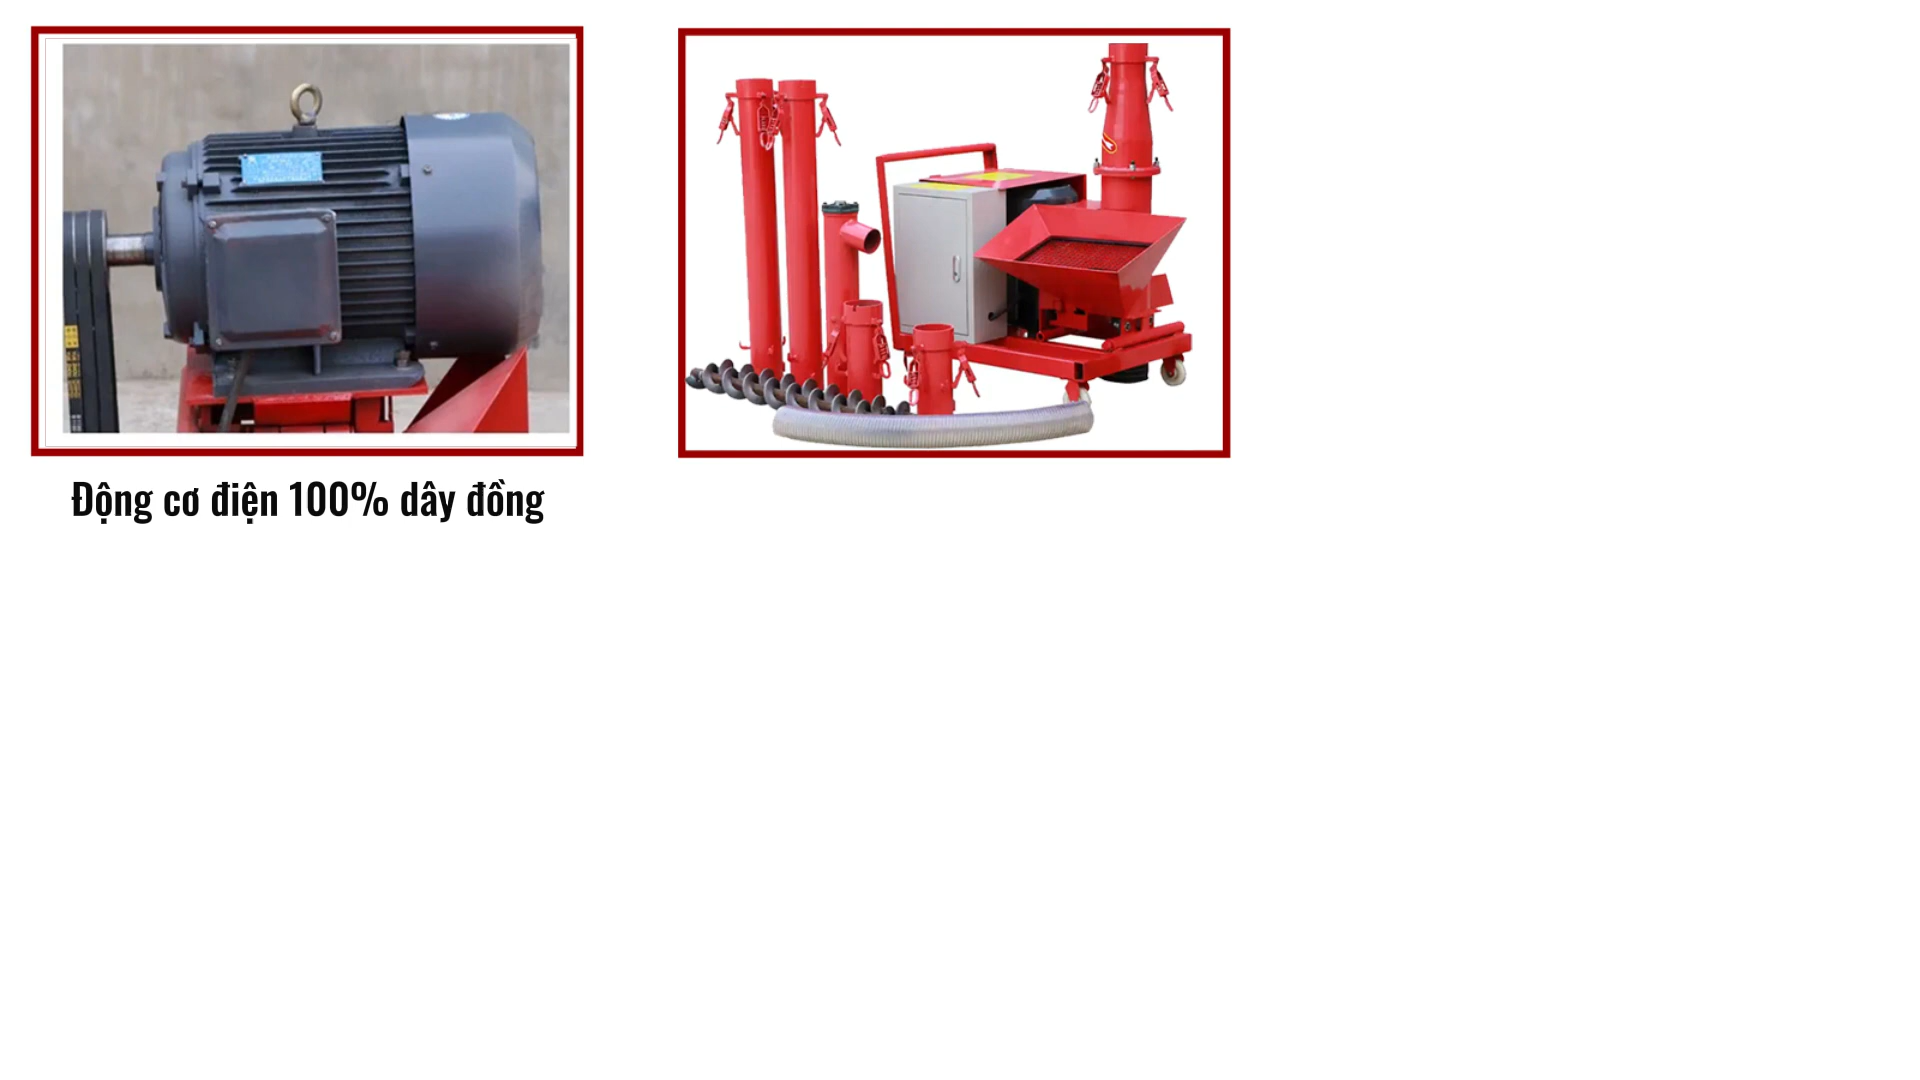 Động cơ điện 100% dây đồng